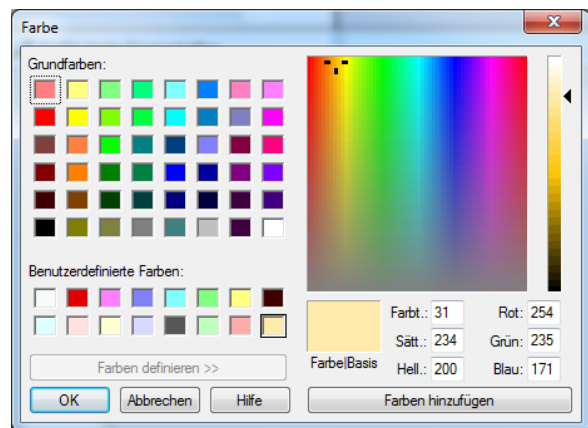 Farbe
Grundfarben:
Benutzerdefinierte Farben:
Farben definieren >>
OK Abbrechen Hilfe
Farbe|Basis
Farbt.: 31 Rot: 254
Sätt.: 234 Grün: 235
Hell.: 200 Blau: 171
Farben hinzufügen